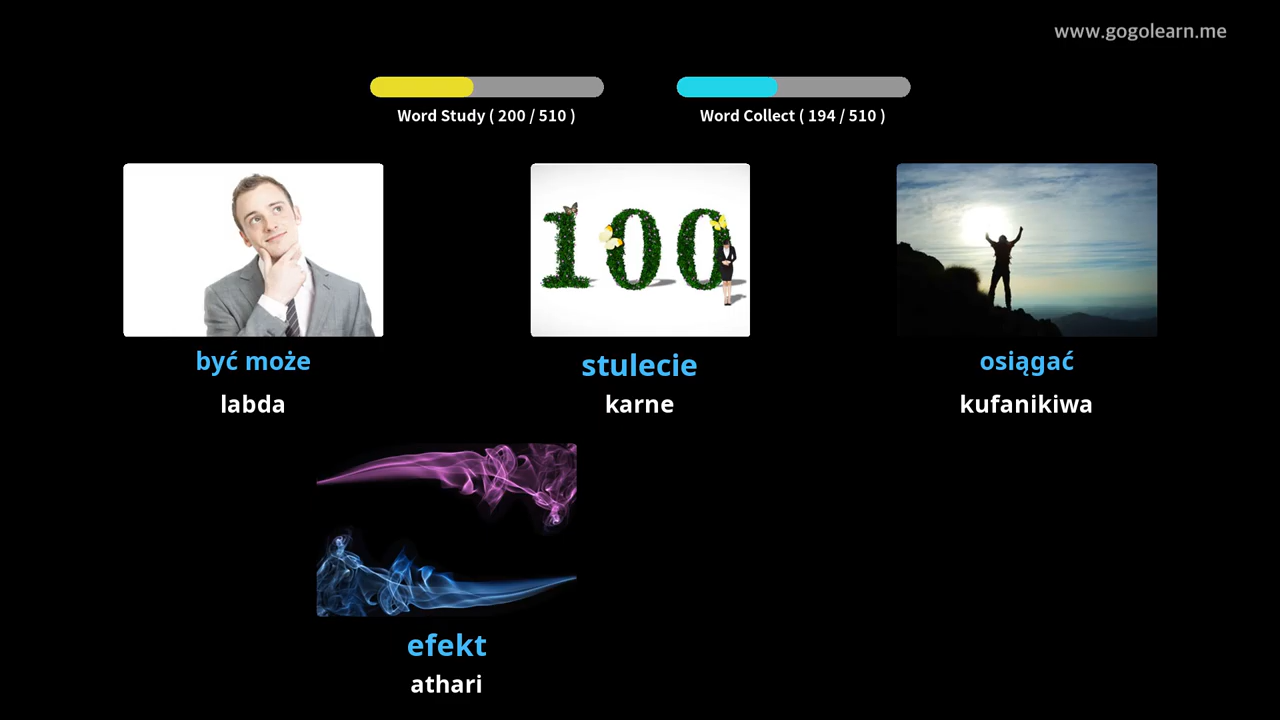 www.gogolearn.me
Word Study ( 200 / 510 )
Word Collect ( 194 / 510 )
100
być może
stulecie
osiągać
labda
karne
kufanikiwa
efekt
athari